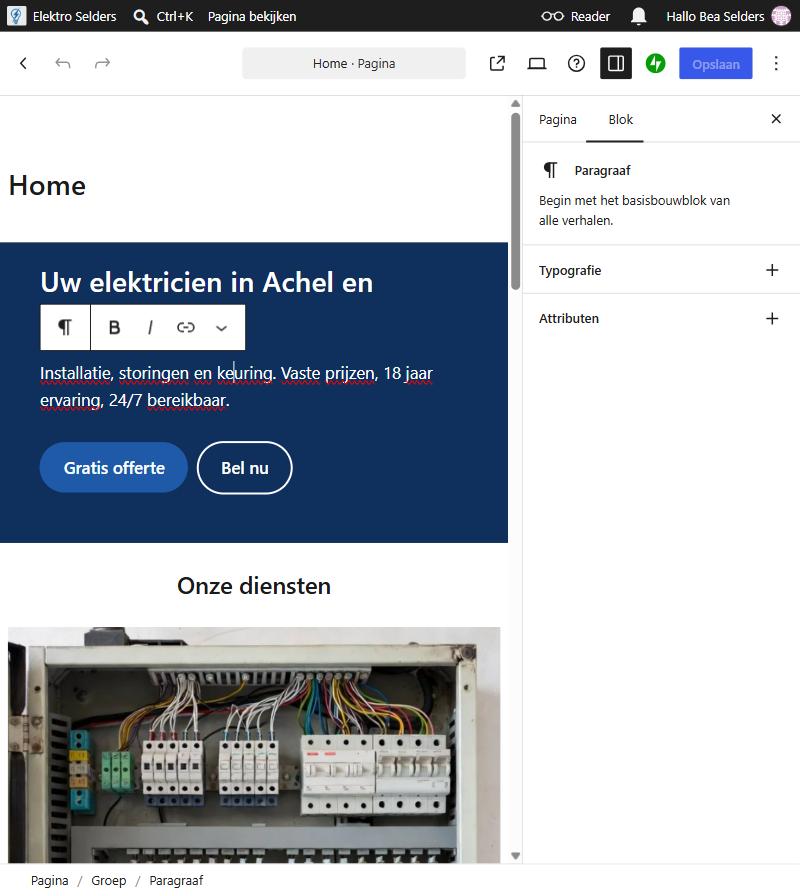 Elektro Selders
Ctrl+K
Pagina bekijken
Reader
Hallo Bea Selders
Home · Pagina
Opslaan
Pagina
Blok
Paragraaf
Begin met het basisbouwblok van
alle verhalen.
Typografie
Attributen
Home
Uw elektricien in Achel en
B I
Installatie, storingen en keuring. Vaste prijzen, 18 jaar
ervaring, 24/7 bereikbaar.
Gratis offerte
Bel nu
Onze diensten
Pagina / Groep / Paragraaf